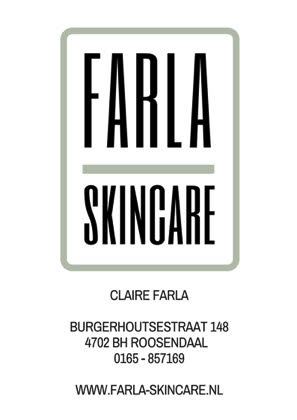 FARLA
SKINCARE
CLAIRE FARLA
BURGERHOUTSESTRAAT 148
4702 BH ROOSENDAAL
0165 - 857169
WWW.FARLA-SKINCARE.NL